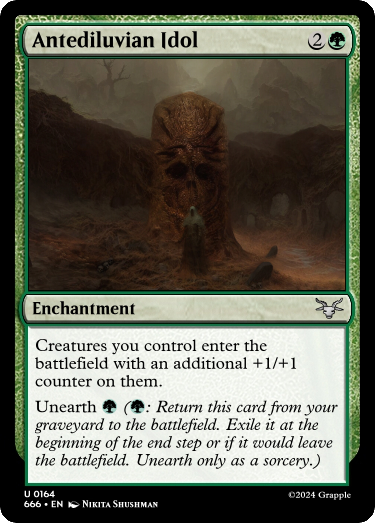 Antediluvian Idol 2
Enchantment
Creatures you control enter the
battlefield with an additional +1/+1
counter on them.
Unearth (: Return this card from your
graveyard to the battlefield. Exile it at the
beginning of the end step or if it would leave
the battlefield. Unearth only as a sorcery.)
U 0164
666 • EN Nikita Shushman
©2024 Grapple